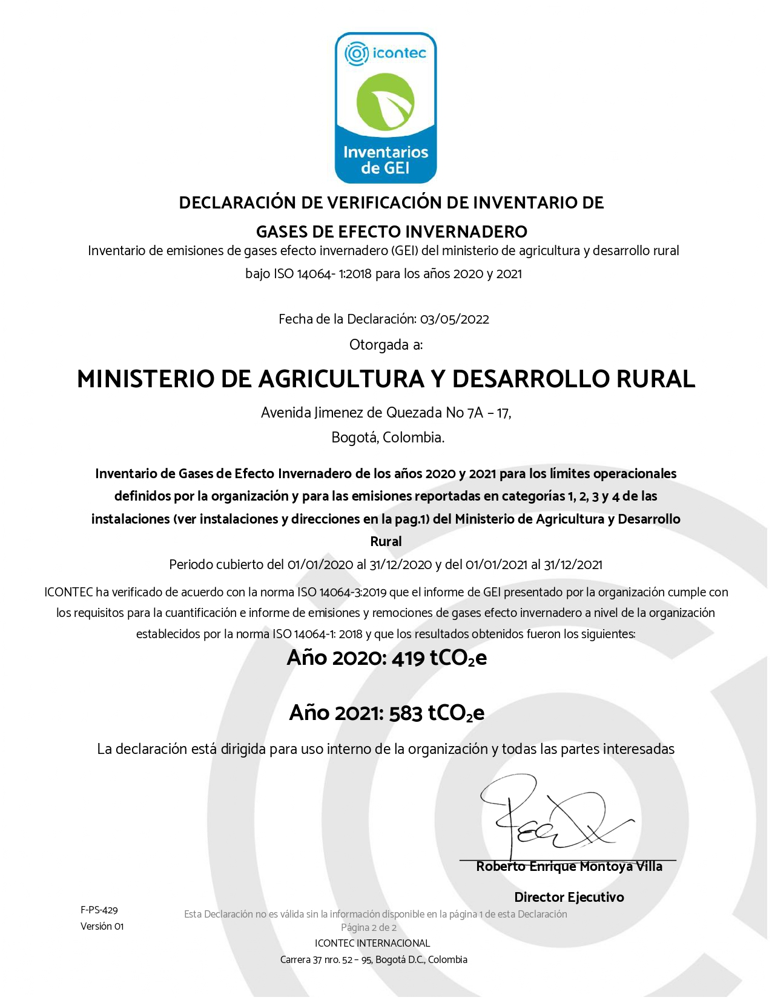 icontec
Inventarios
de GEI
DECLARACIÓN DE VERIFICACIÓN DE INVENTARIO DE
GASES DE EFECTO INVERNADERO
Inventario de emisiones de gases efecto invernadero (GEI) del ministerio de agricultura y desarrollo rural
bajo ISO 14064- 1:2018 para los años 2020 y 2021
Fecha de la Declaración: 03/05/2022
Otorgada a:
MINISTERIO DE AGRICULTURA Y DESARROLLO RURAL
Avenida Jimenez de Quezada No 7A – 17,
Bogotá, Colombia.
Inventario de Gases de Efecto Invernadero de los años 2020 y 2021 para los límites operacionales
definidos por la organización y para las emisiones reportadas en categorías 1, 2, 3 y 4 de las
instalaciones (ver instalaciones y direcciones en la pag.1) del Ministerio de Agricultura y Desarrollo
Rural
Periodo cubierto del 01/01/2020 al 31/12/2020 y del 01/01/2021 al 31/12/2021
ICONTEC ha verificado de acuerdo con la norma ISO 14064-3:2019 que el informe de GEI presentado por la organización cumple con
los requisitos para la cuantificación e informe de emisiones y remociones de gases efecto invernadero a nivel de la organización
establecidos por la norma ISO 14064-1: 2018 y que los resultados obtenidos fueron los siguientes:
Año 2020: 419 tCO₂e
Año 2021: 583 tCO₂e
La declaración está dirigida para uso interno de la organización y todas las partes interesadas
Roberto Enrique Montoya Villa
Director Ejecutivo
F-PS-429
Versión 01
Esta Declaración no es válida sin la información disponible en la página 1 de esta Declaración
Página 2 de 2
ICONTEC INTERNACIONAL
Carrera 37 nro. 52 – 95, Bogotá D.C., Colombia